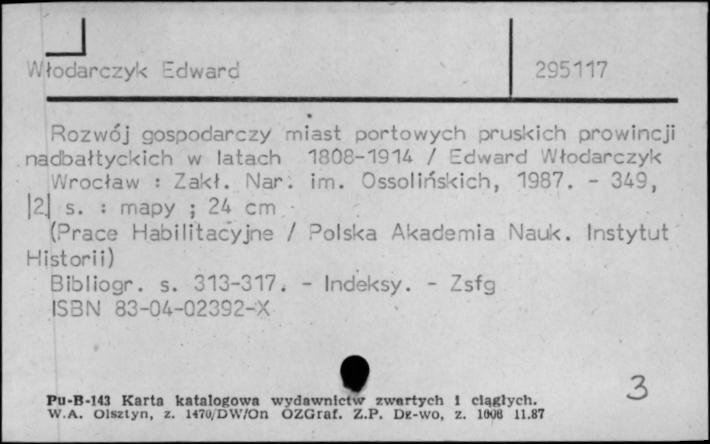 Włodarczyk Edward 295117
Rozwój gospodarczy miast portowych pruskich prowincji
nadbałtyckich w latach 1808-1914 / Edward Włodarczyk
Wrocław : Zakł. Nar. im. Ossolińskich, 1987. - 349,
|2| s. : mapy ; 24 cm
(Prace Habilitacyjne / Polska Akademia Nauk. Instytut
Historii)
Bibliogr. s. 313-317. - Indeksy. - Zsfg
ISBN 83-04-02392-X
3
Pu-B-143 Karta katalogowa wydawnictw zwartych i ciągłych.
W.A. Olsztyn, z. 1470/DW/On OZGraf. Z.P. Dz-wo, z. 1008 11.87